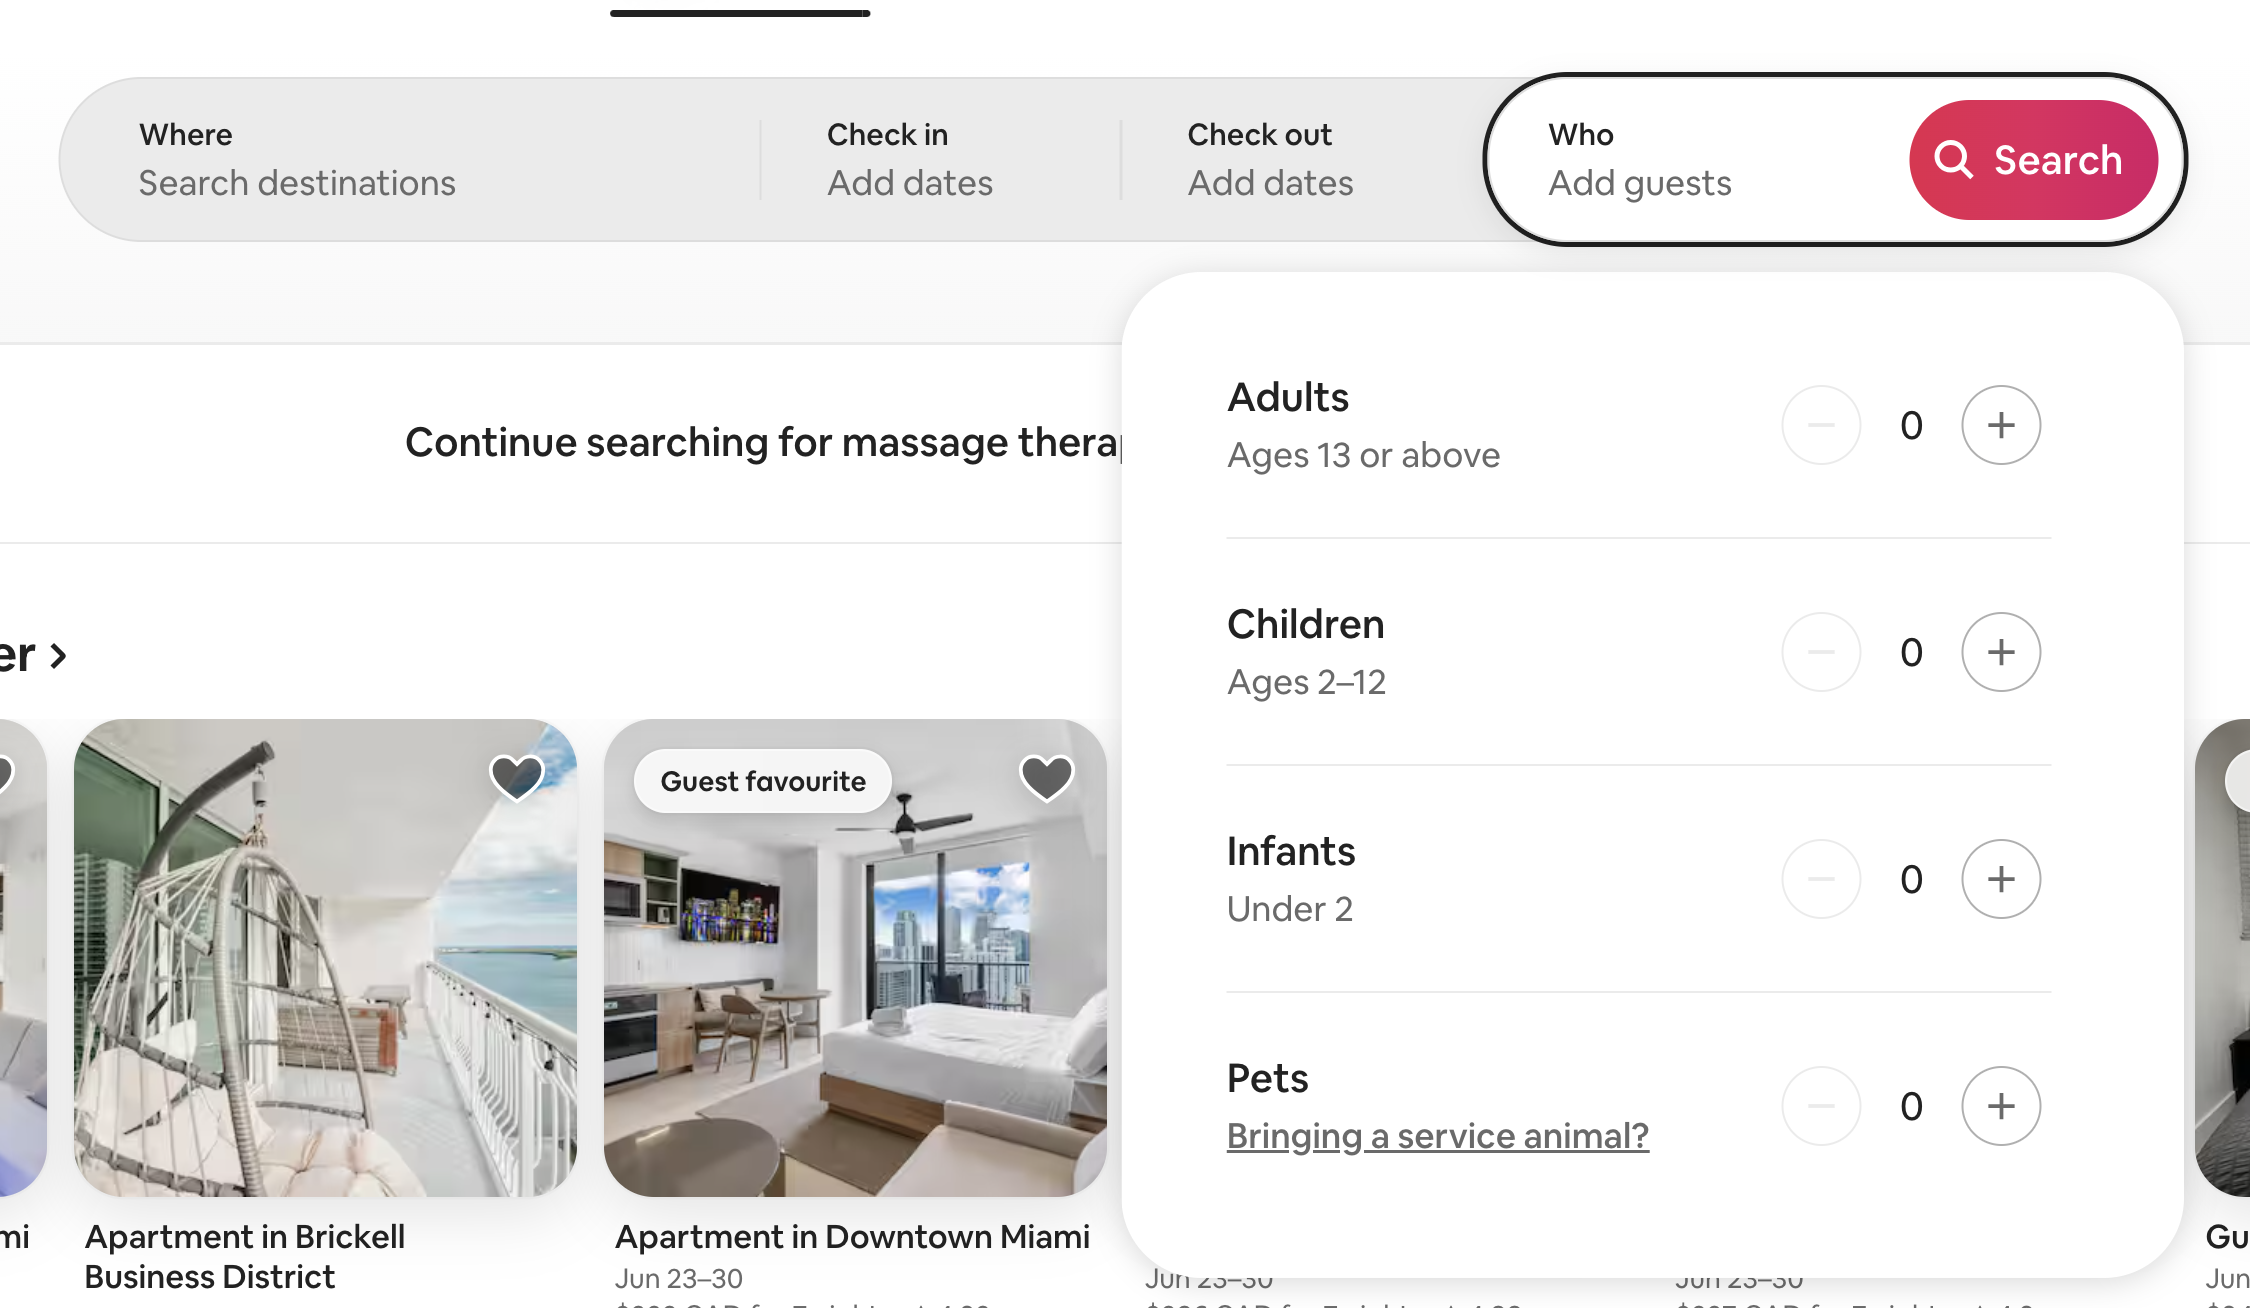 Where
Search destinations
Check in
Add dates
Check out
Add dates
Who
Add guests
Search
Continue searching for massage
Adults
Ages 13 or above
0
Children
Ages 2–12
0
Infants
Under 2
0
Pets
Bringing a service animal?
0
er
Guest favourite
mi
Apartment in Brickell
Business District
Apartment in Downtown Miami
Jun 23–30
Jun 23–30
Jun 23–30
Gu
Jun